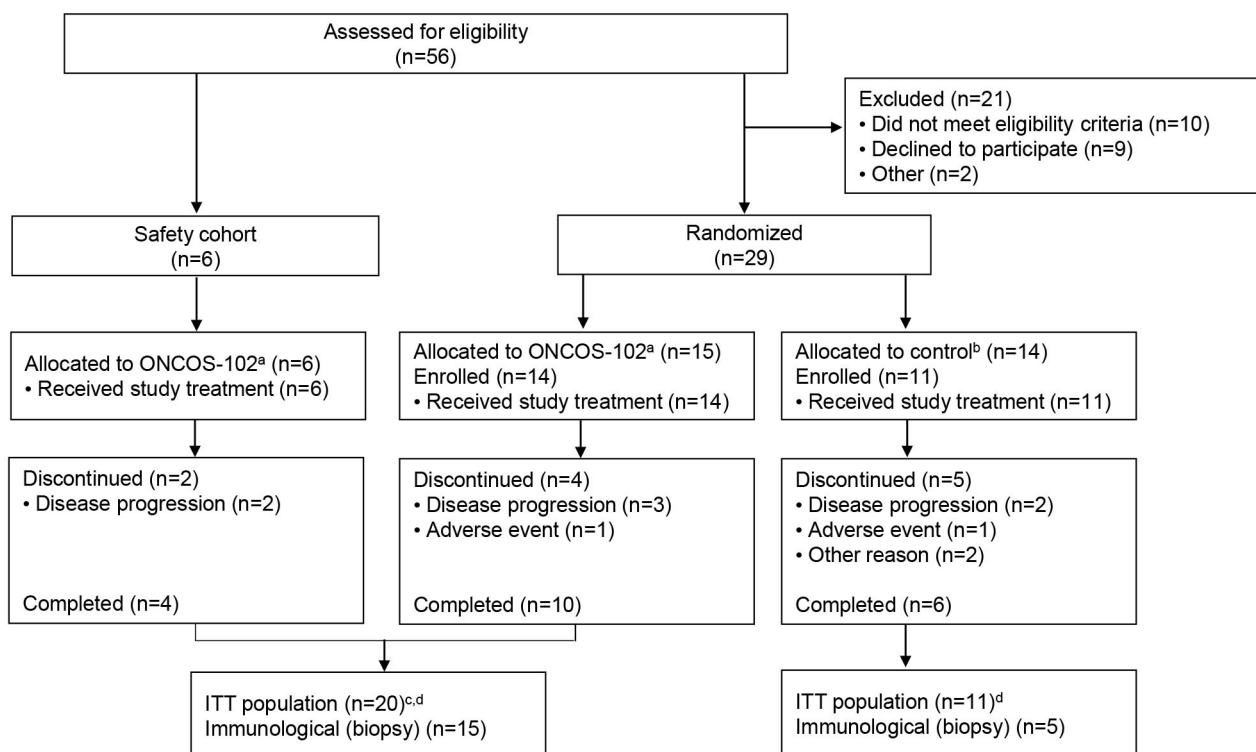 Assessed for eligibility
(n=56)
Excluded (n=21)
• Did not meet eligibility criteria (n=10)
• Declined to participate (n=9)
• Other (n=2)
Safety cohort
(n=6)
Randomized
(n=29)
Allocated to ONCOS-102ᵃ (n=6)
• Received study treatment (n=6)
Allocated to ONCOS-102ᵃ (n=15)
Enrolled (n=14)
• Received study treatment (n=14)
Allocated to controlᵇ (n=14)
Enrolled (n=11)
• Received study treatment (n=11)
Discontinued (n=2)
• Disease progression (n=2)
Completed (n=4)
Discontinued (n=4)
• Disease progression (n=3)
• Adverse event (n=1)
Completed (n=10)
Discontinued (n=5)
• Disease progression (n=2)
• Adverse event (n=1)
• Other reason (n=2)
Completed (n=6)
ITT population (n=20)ᶜ,ᵈ
Immunological (biopsy) (n=15)
ITT population (n=11)ᵈ
Immunological (biopsy) (n=5)